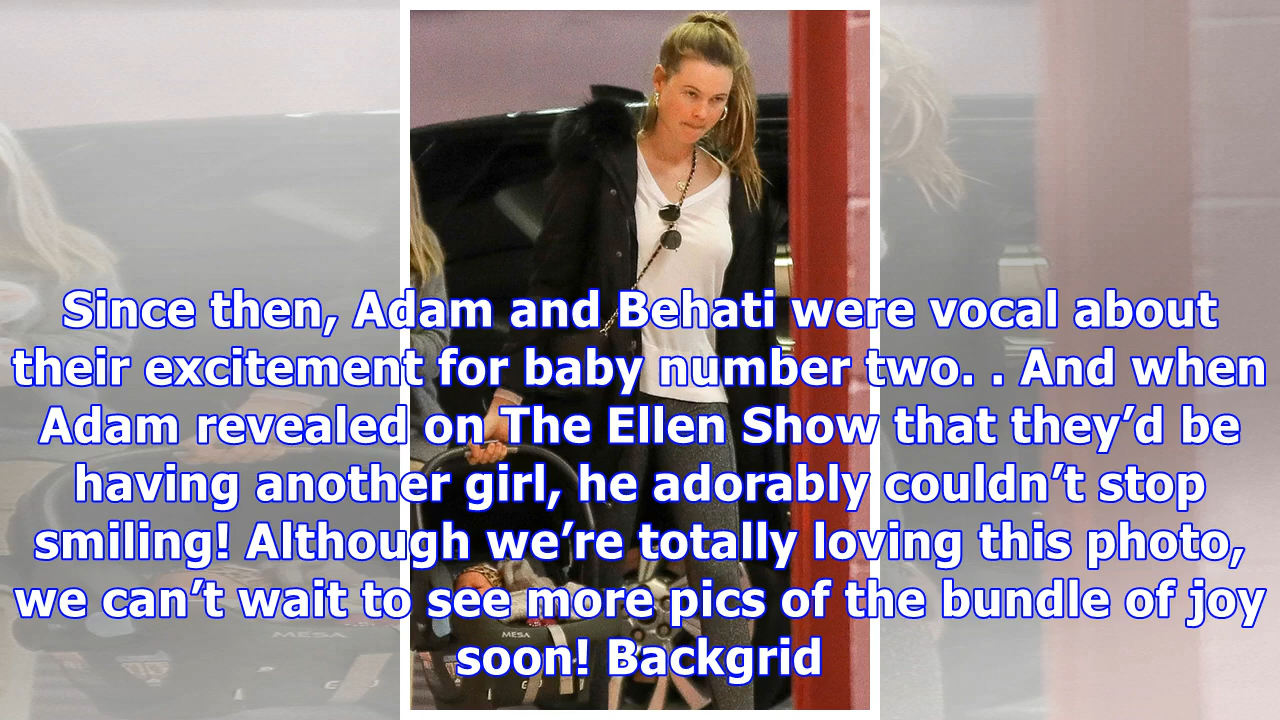 Since then, Adam and Behati were vocal about
their excitement for baby number two. . And when
Adam revealed on The Ellen Show that they’d be
having another girl, he adorably couldn’t stop
smiling! Although we’re totally loving this photo,
we can’t wait to see more pics of the bundle of joy
soon! Backgrid
MESA
MESA